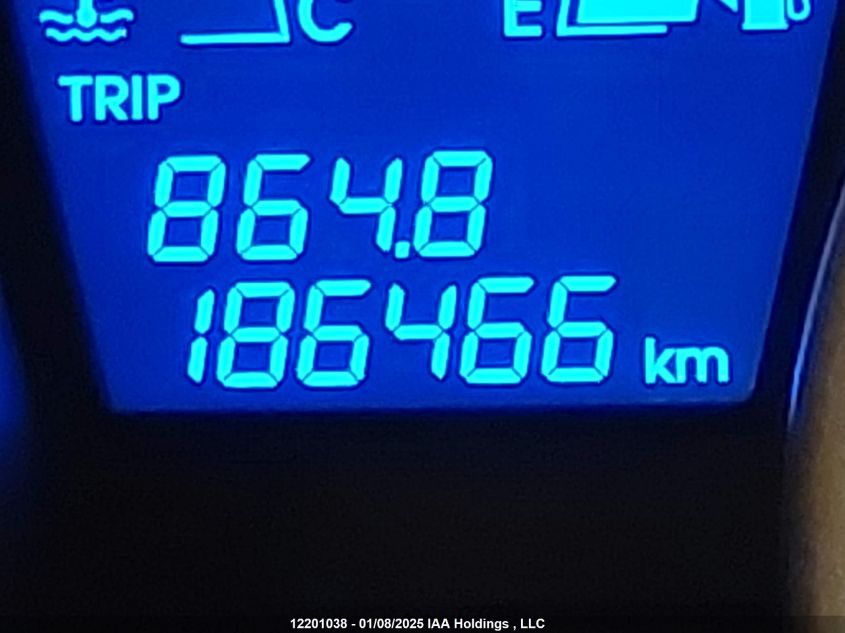 C E
TRIP
864.8
186466 km
12201038 - 01/08/2025 IAA Holdings , LLC